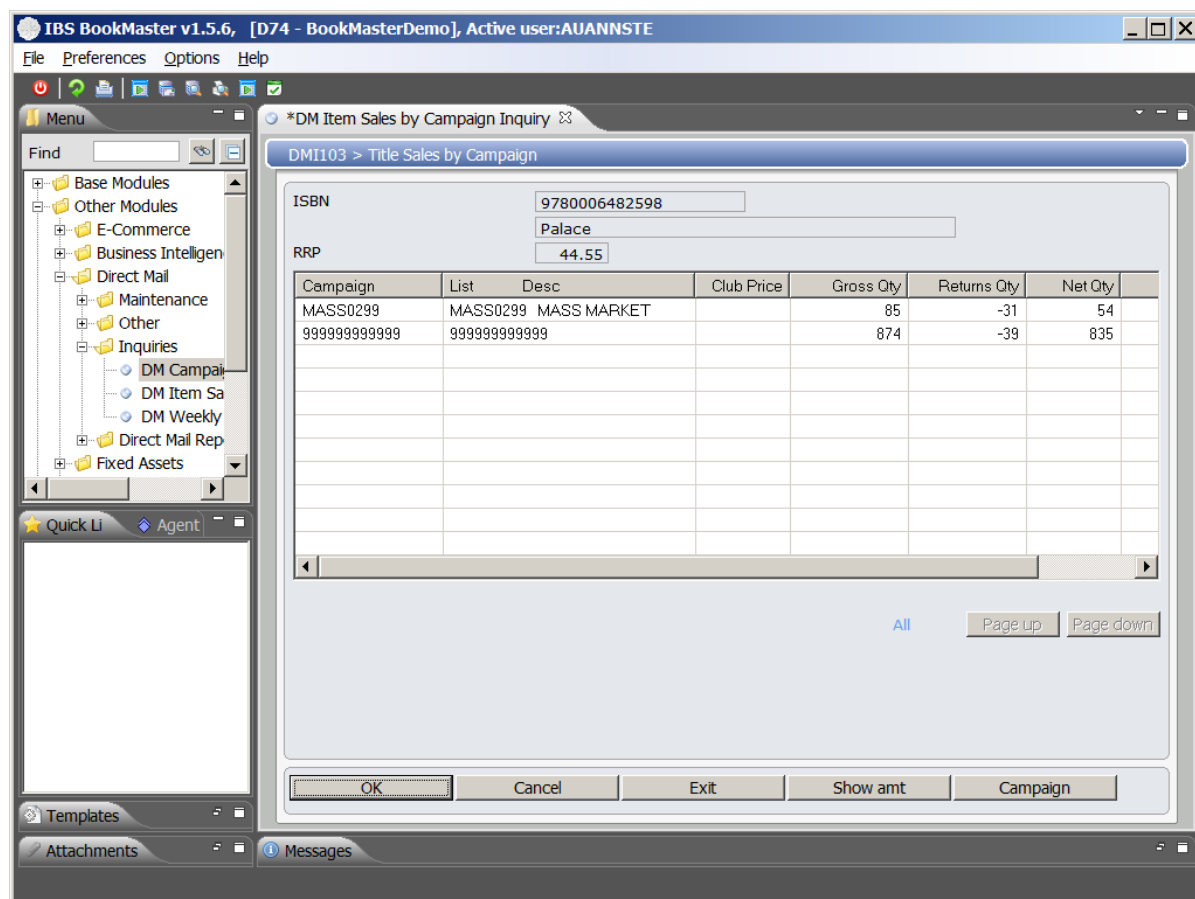 IBS BookMaster v1.5.6, [D74 - BookMasterDemo], Active user:AUANNSTE
File Preferences Options Help
Menu
*DM Item Sales by Campaign Inquiry
Find
DMI103 > Title Sales by Campaign
Base Modules
Other Modules
E-Commerce
Business Intelligen
Direct Mail
Maintenance
Other
Inquiries
DM Campai
DM Item Sa
DM Weekly
Direct Mail Rep
Fixed Assets
ISBN 9780006482598
Palace
RRP 44.55
Campaign List Desc Club Price Gross Qty Returns Qty Net Qty
MASS0299 MASS0299 MASS MARKET 85 -31 54
999999999999 999999999999 874 -39 835
All Page up Page down
Quick Li Agent
OK Cancel Exit Show amt Campaign
Templates
Attachments
Messages